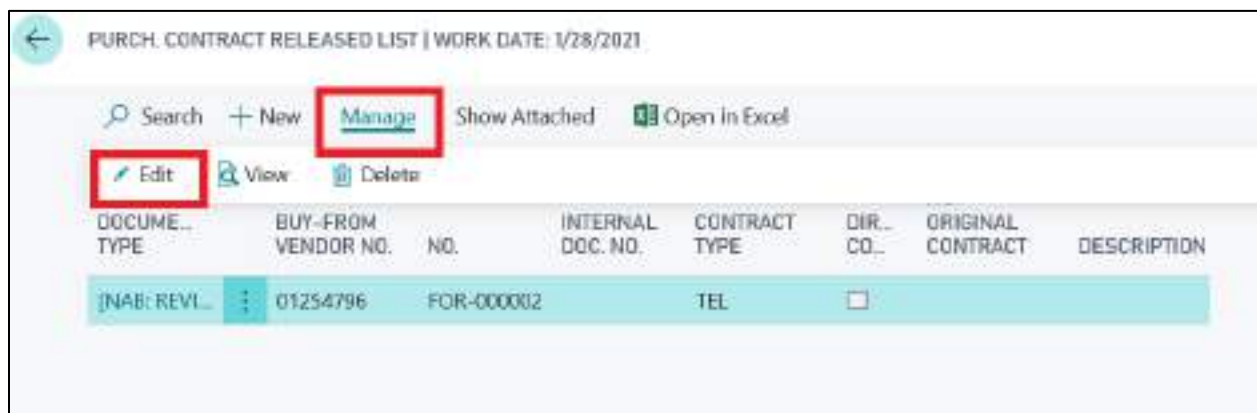 PURCH. CONTRACT RELEASED LIST | WORK DATE: 1/28/2021
Search + New Manage Show Attached Open in Excel
Edit View Delete
DOCUME... TYPE BUY-FROM VENDOR NO. NO. INTERNAL DOC. NO. CONTRACT TYPE DIR... CO... ORIGINAL CONTRACT DESCRIPTION
[NAB: REVI... 01254796 FOR-000002 TEL